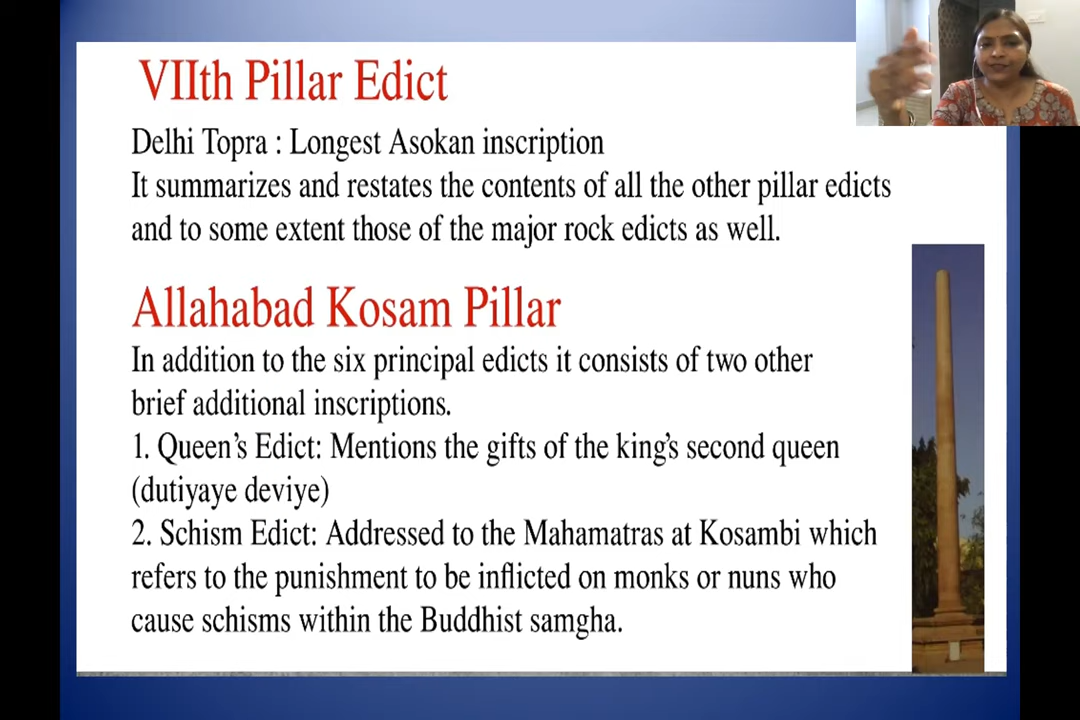 VIIth Pillar Edict
Delhi Topra : Longest Asokan inscription
It summarizes and restates the contents of all the other pillar edicts
and to some extent those of the major rock edicts as well.
Allahabad Kosam Pillar
In addition to the six principal edicts it consists of two other
brief additional inscriptions.
1. Queen’s Edict: Mentions the gifts of the king’s second queen
(dutiyaye deviye)
2. Schism Edict: Addressed to the Mahamatras at Kosambi which
refers to the punishment to be inflicted on monks or nuns who
cause schisms within the Buddhist samgha.